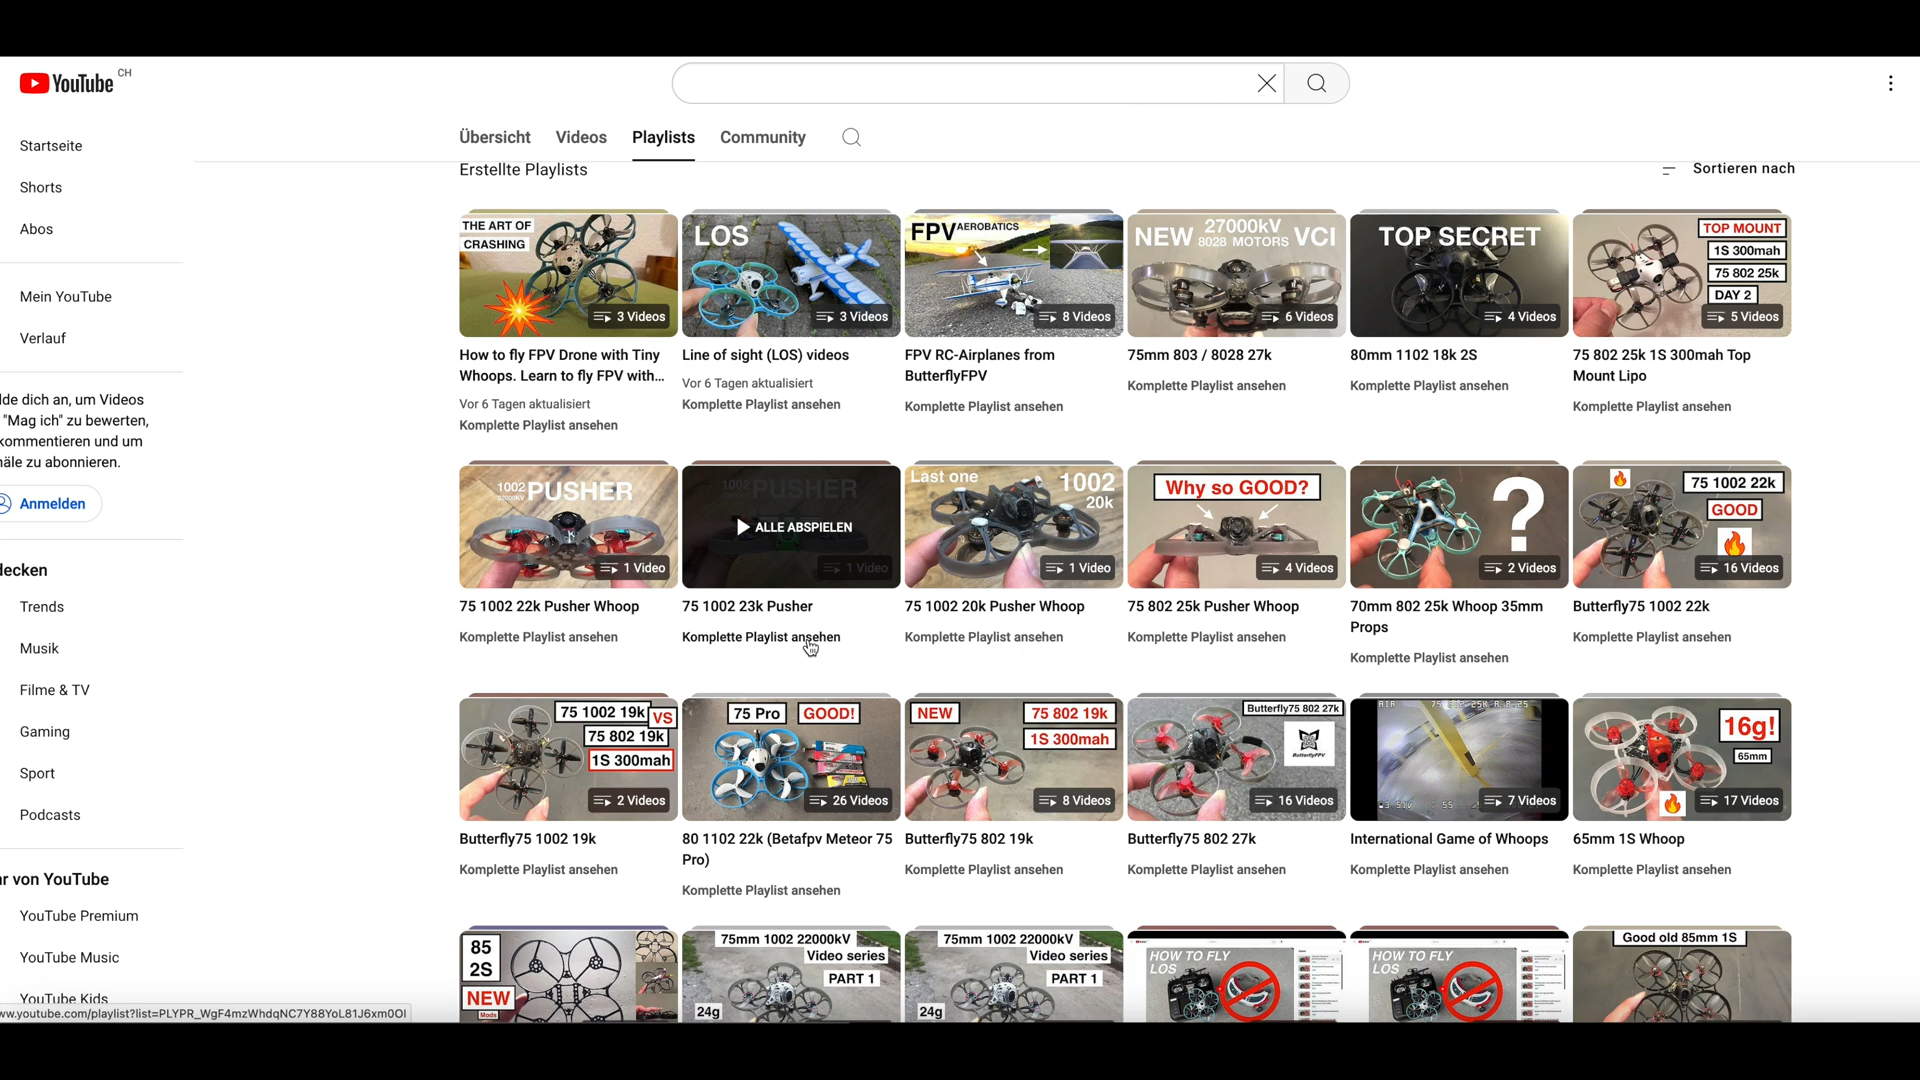 YouTube CH
Startseite
Shorts
Abos
Mein YouTube
Verlauf
lde dich an, um Videos
"Mag ich" zu bewerten,
kommentieren und um
näle zu abonnieren.
Anmelden
decken
Trends
Musik
Filme & TV
Gaming
Sport
Podcasts
r von YouTube
YouTube Premium
YouTube Music
YouTube Kids
ww.youtube.com/playlist?list=PLYPR_WgF4mzWhdqNC7Y88YoL81J6xm0OI
Übersicht Videos Playlists Community
Erstellte Playlists
Sortieren nach
THE ART OF
CRASHING
3 Videos
How to fly FPV Drone with Tiny
Whoops. Learn to fly FPV with...
Vor 6 Tagen aktualisiert
Komplette Playlist ansehen
LOS
3 Videos
Line of sight (LOS) videos
Vor 6 Tagen aktualisiert
Komplette Playlist ansehen
FPV AEROBATICS
8 Videos
FPV RC-Airplanes from
ButterflyFPV
Komplette Playlist ansehen
27000kV
NEW 8028 MOTORS VCI
6 Videos
75mm 803 / 8028 27k
Komplette Playlist ansehen
TOP SECRET
4 Videos
80mm 1102 18k 2S
Komplette Playlist ansehen
TOP MOUNT
1S 300mah
75 802 25k
DAY 2
5 Videos
75 802 25k 1S 300mah Top
Mount Lipo
Komplette Playlist ansehen
1002 PUSHER
1 Video
75 1002 22k Pusher Whoop
Komplette Playlist ansehen
1002 PUSHER
ALLE ABSPIELEN
1 Video
75 1002 23k Pusher
Komplette Playlist ansehen
Last one
1002
20k
1 Video
75 1002 20k Pusher Whoop
Komplette Playlist ansehen
Why so GOOD?
4 Videos
75 802 25k Pusher Whoop
Komplette Playlist ansehen
?
2 Videos
70mm 802 25k Whoop 35mm
Props
Komplette Playlist ansehen
75 1002 22k
GOOD
16 Videos
Butterfly75 1002 22k
Komplette Playlist ansehen
75 1002 19k VS
75 802 19k
1S 300mah
2 Videos
Butterfly75 1002 19k
Komplette Playlist ansehen
75 Pro GOOD!
26 Videos
80 1102 22k (Betafpv Meteor 75
Pro)
Komplette Playlist ansehen
NEW 75 802 19k
1S 300mah
8 Videos
Butterfly75 802 19k
Komplette Playlist ansehen
Butterfly75 802 27k
ButterflyFPV
16 Videos
Butterfly75 802 27k
Komplette Playlist ansehen
7 Videos
International Game of Whoops
Komplette Playlist ansehen
16g!
65mm
17 Videos
65mm 1S Whoop
Komplette Playlist ansehen
85
2S
NEW
Mods
75mm 1002 22000kV
Video series
PART 1
24g
75mm 1002 22000kV
Video series
PART 1
24g
HOW TO FLY
LOS
HOW TO FLY
LOS
Good old 85mm 1S